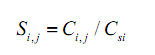 S_{i,j} = C_{i,j} / C_{si}